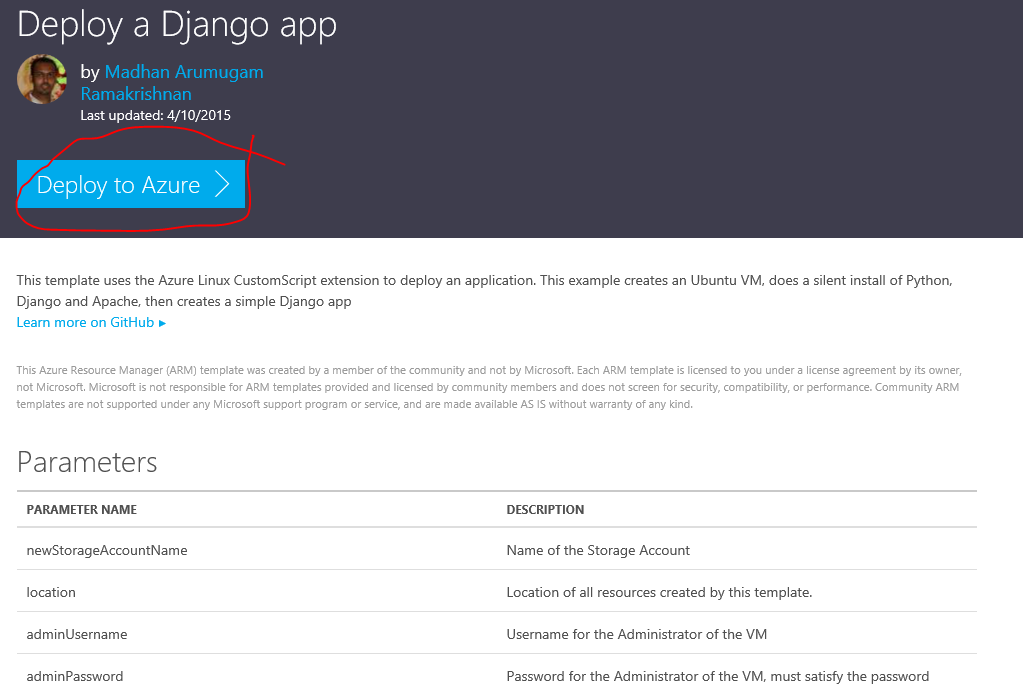 Deploy a Django app
by Madhan Arumugam
Ramakrishnan
Last updated: 4/10/2015
Deploy to Azure
This template uses the Azure Linux CustomScript extension to deploy an application. This example creates an Ubuntu VM, does a silent install of Python,
Django and Apache, then creates a simple Django app
Learn more on GitHub ▸
This Azure Resource Manager (ARM) template was created by a member of the community and not by Microsoft. Each ARM template is licensed to you under a license agreement by its owner,
not Microsoft. Microsoft is not responsible for ARM templates provided and licensed by community members and does not screen for security, compatibility, or performance. Community ARM
templates are not supported under any Microsoft support program or service, and are made available AS IS without warranty of any kind.
Parameters
PARAMETER NAME DESCRIPTION
newStorageAccountName Name of the Storage Account
location Location of all resources created by this template.
adminUsername Username for the Administrator of the VM
adminPassword Password for the Administrator of the VM, must satisfy the password